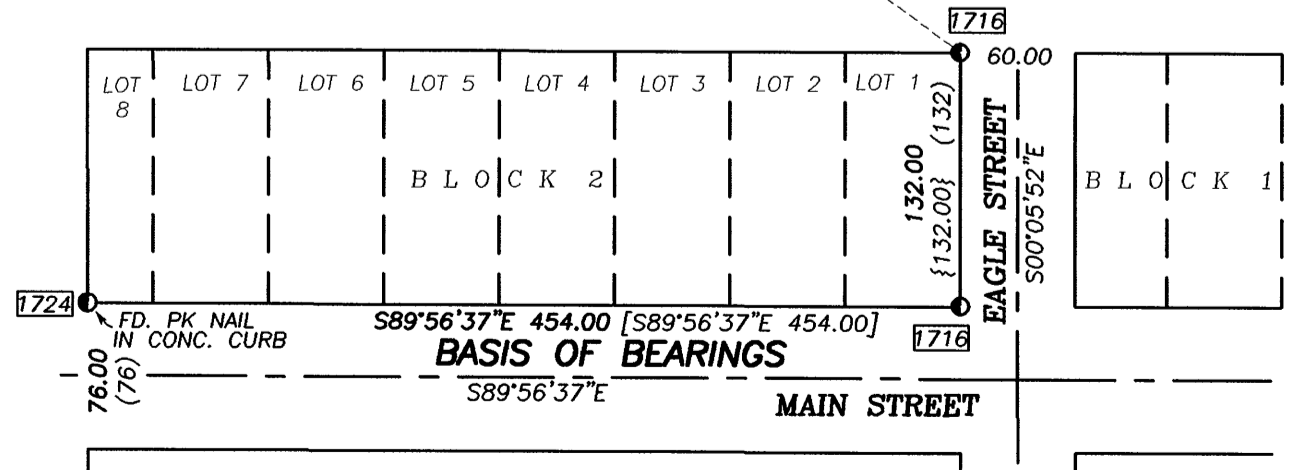 1716
60.00
LOT 8
LOT 7
LOT 6
LOT 5
LOT 4
LOT 3
LOT 2
LOT 1
132.00 (132)
{132.00}
EAGLE STREET
S00°05'52"E
BLOCK 2
BLOCK 1
1724
FD. PK NAIL
IN CONC. CURB
S89°56'37"E 454.00 [S89°56'37"E 454.00]
1716
BASIS OF BEARINGS
76.00
(76)
S89°56'37"E
MAIN STREET